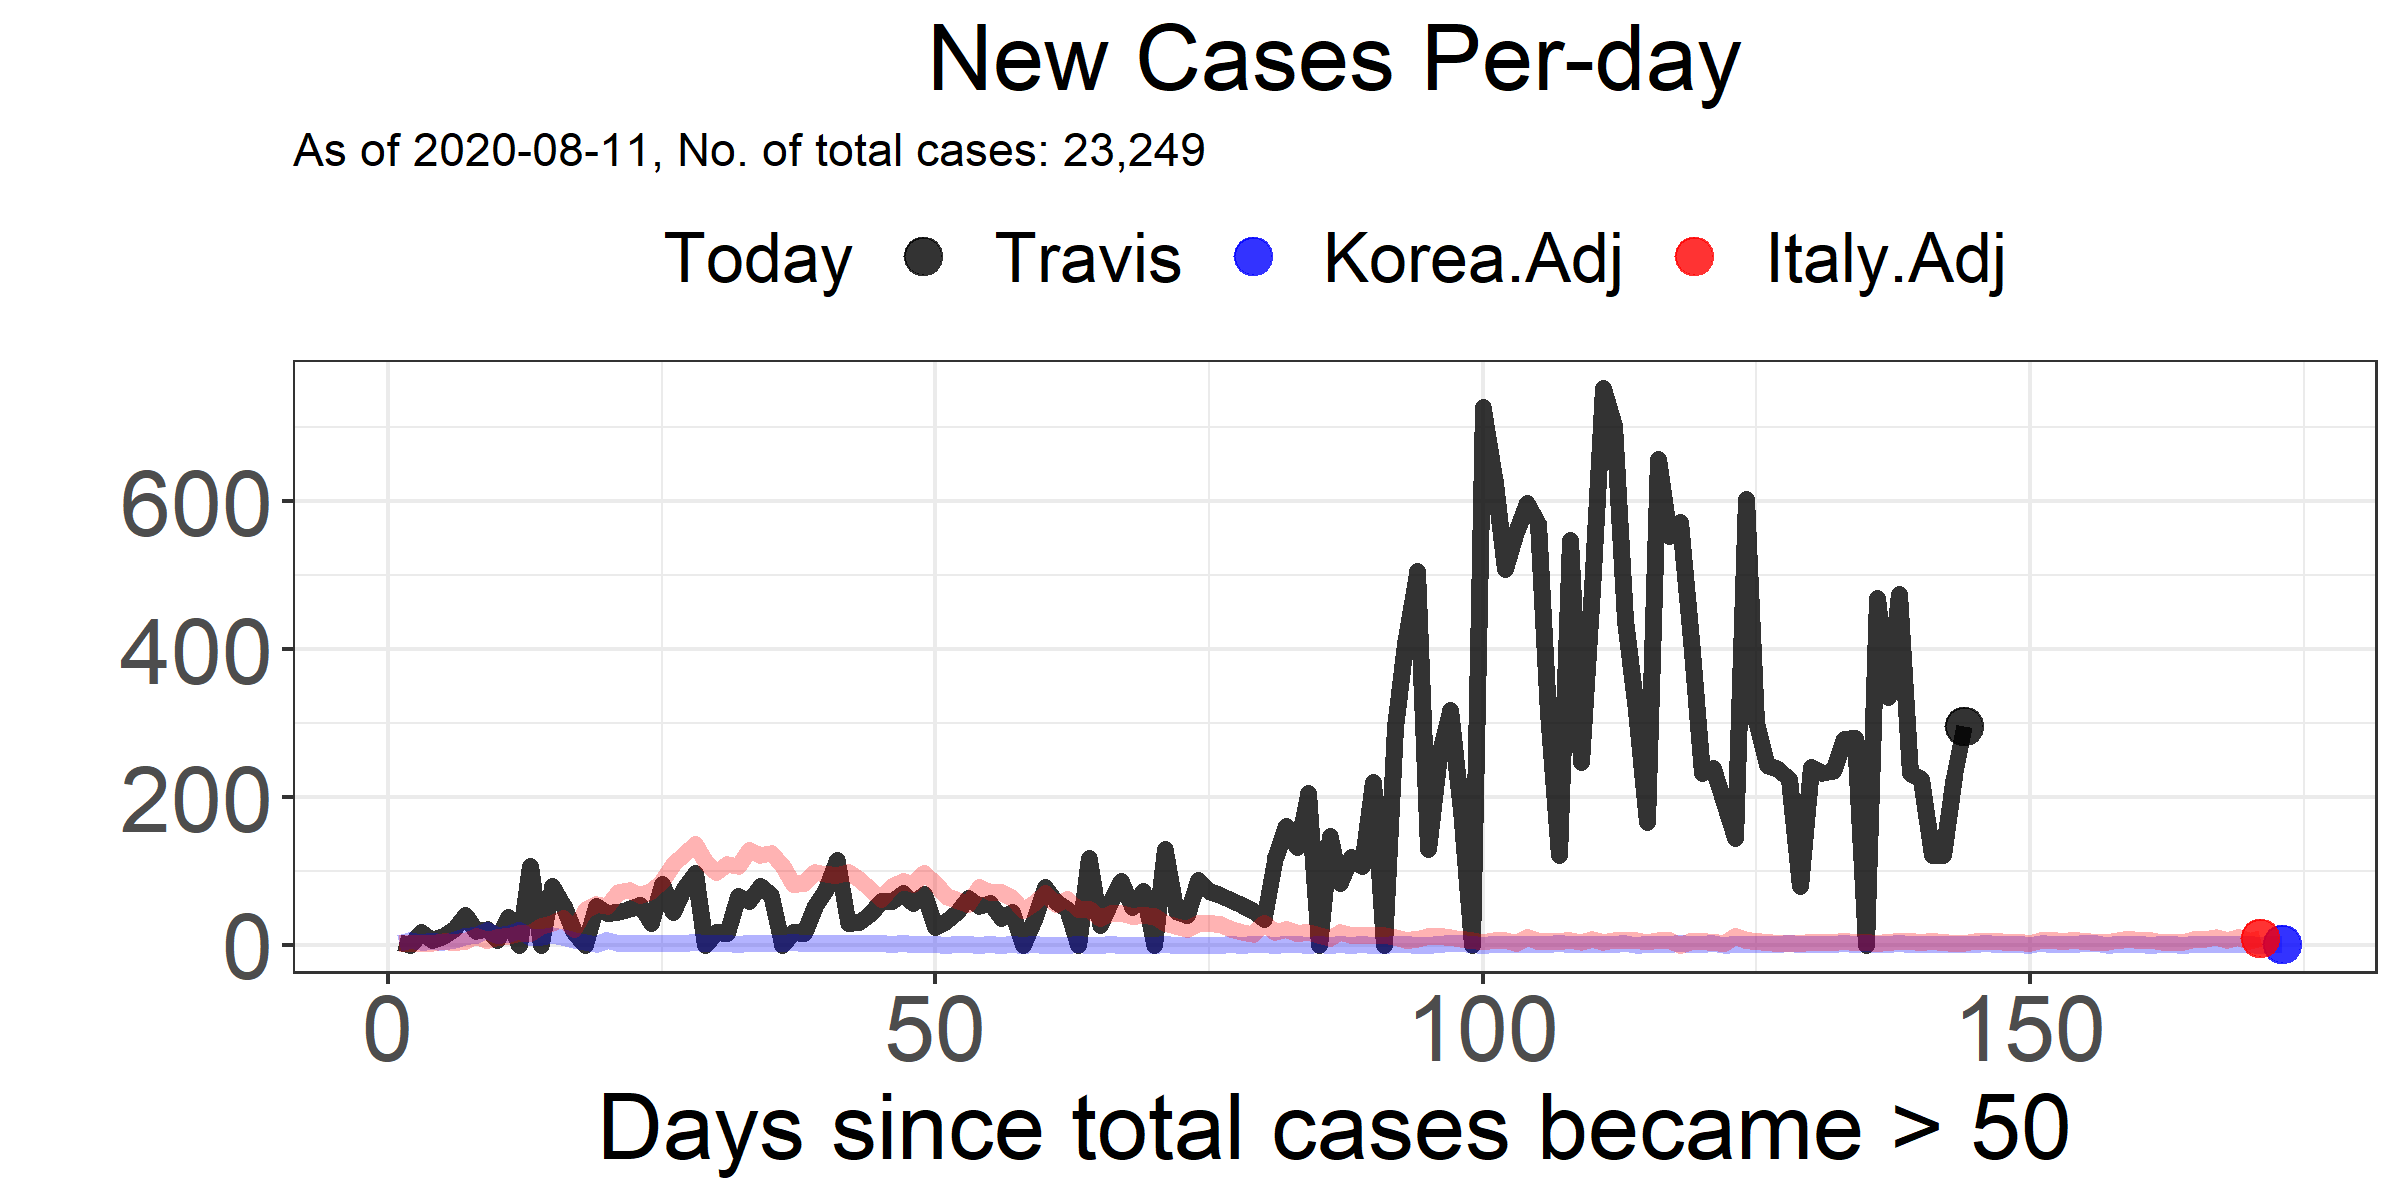 New Cases Per-day
As of 2020-08-11, No. of total cases: 23,249
Today Travis Korea.Adj Italy.Adj
600
400
200
0
0 50 100 150
Days since total cases became > 50